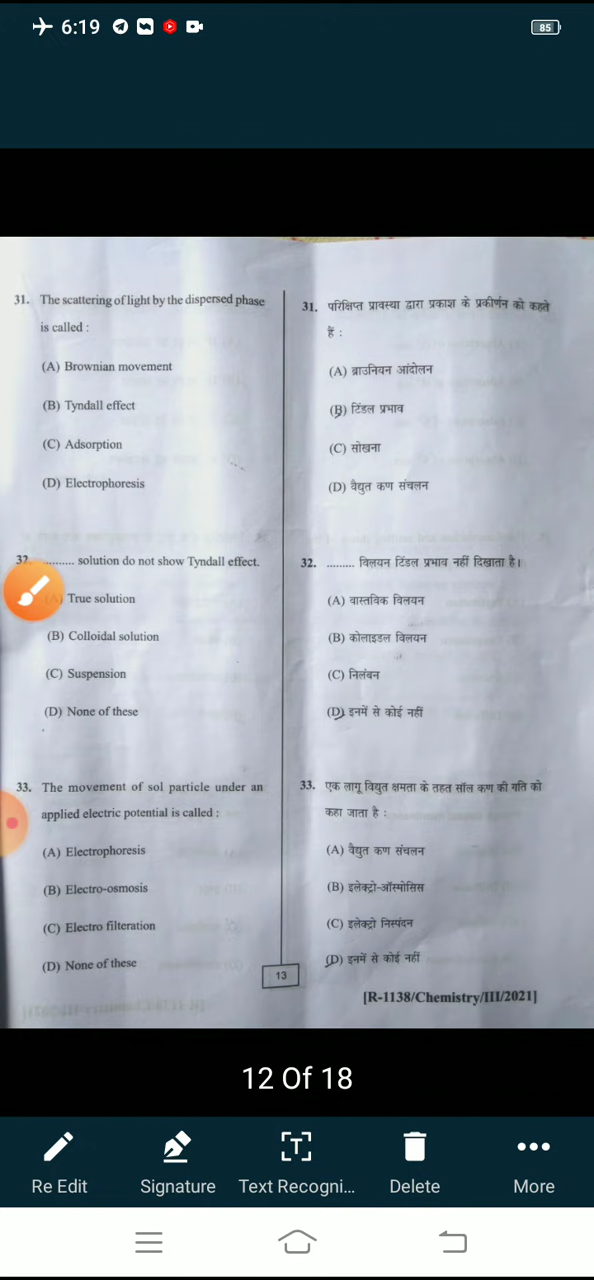 6:19
85
31. The scattering of light by the dispersed phase
is called :
(A) Brownian movement
(B) Tyndall effect
(C) Adsorption
(D) Electrophoresis
32. .......... solution do not show Tyndall effect.
True solution
(B) Colloidal solution
(C) Suspension
(D) None of these
33. The movement of sol particle under an
applied electric potential is called :
(A) Electrophoresis
(B) Electro-osmosis
(C) Electro filteration
(D) None of these
31. परिक्षिप्त प्रावस्था द्वारा प्रकाश के प्रकीर्णन को कहते
हैं :
(A) ब्राउनियन आंदोलन
(B) टिंडल प्रभाव
(C) सोखना
(D) वैद्युत कण संचलन
32. ......... विलयन टिंडल प्रभाव नहीं दिखाता है।
(A) वास्तविक विलयन
(B) कोलाइडल विलयन
(C) निलंबन
(D) इनमें से कोई नहीं
33. एक लागू विद्युत क्षमता के तहत सॉल कण की गति को
कहा जाता है :
(A) वैद्युत कण संचलन
(B) इलेक्ट्रो-ऑस्मोसिस
(C) इलेक्ट्रो निस्पंदन
(D) इनमें से कोई नहीं
13
[R-1138/Chemistry/III/2021]
12 Of 18
Re Edit
Signature
Text Recogni...
Delete
More